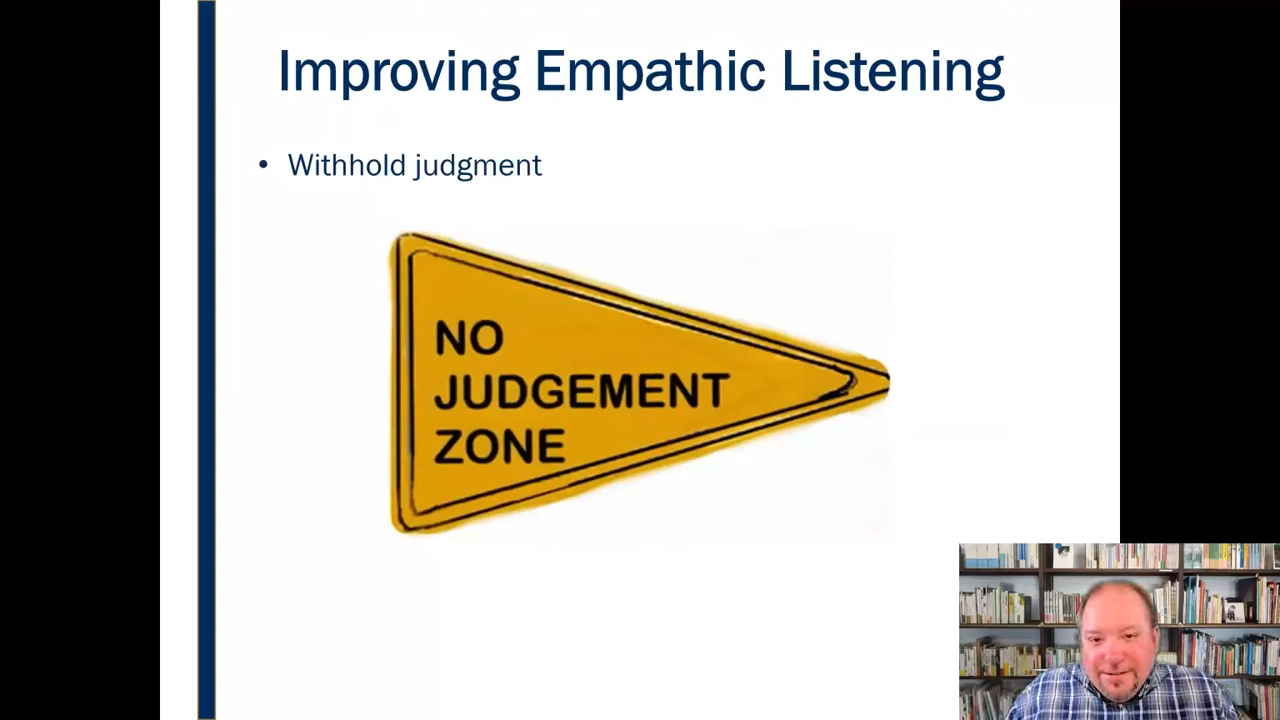 Improving Empathic Listening
• Withhold judgment
NO
JUDGEMENT
ZONE